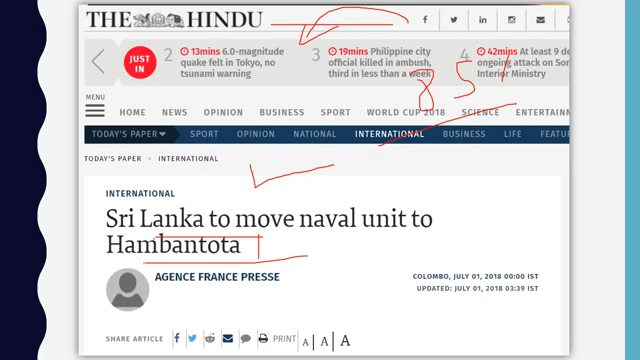 THE HINDU
JUST IN
2 13mins 6.0-magnitude quake felt in Tokyo, no tsunami warning
3 19mins Philippine city official killed in ambush, third in less than a week
4 42mins At least 9 de
ongoing attack on Som
Interior Ministry
85%
MENU
HOME NEWS OPINION BUSINESS SPORT WORLD CUP 2018 SCIENCE ENTERTAINM
TODAY'S PAPER SPORT OPINION NATIONAL INTERNATIONAL BUSINESS LIFE FEATU
TODAY'S PAPER > INTERNATIONAL
INTERNATIONAL
Sri Lanka to move naval unit to
Hambantota
AGENCE FRANCE PRESSE
COLOMBO, JULY 01, 2018 00:00 IST
UPDATED: JULY 01, 2018 03:39 IST
SHARE ARTICLE PRINT A A A